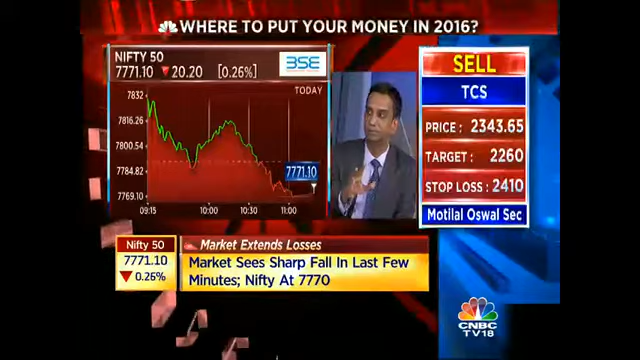 WHERE TO PUT YOUR MONEY IN 2016?
NIFTY 50
7771.10 ▼ 20.20 [0.26%]
BSE
TODAY
7832
7816.26
7800.54
7784.82
7769.10
7771.10
09:15 10:00 10:30 11:00
SELL
TCS
PRICE : 2343.65
TARGET : 2260
STOP LOSS : 2410
Motilal Oswal Sec
Nifty 50
7771.10
▼ 0.26%
Market Extends Losses
Market Sees Sharp Fall In Last Few
Minutes; Nifty At 7770
CNBC
TV18